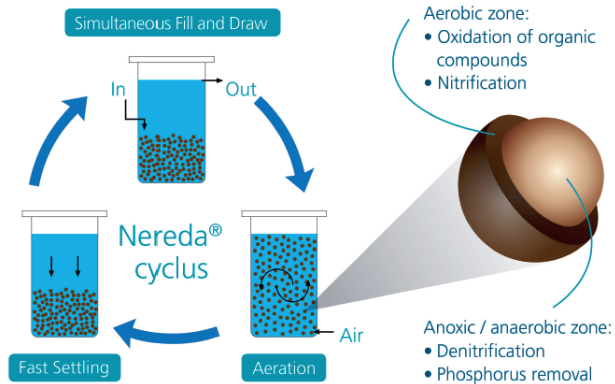 Simultaneous Fill and Draw
In
Out
Nereda®
cyclus
Fast Settling
Aeration
Air
Aerobic zone:
• Oxidation of organic
compounds
• Nitrification
Anoxic / anaerobic zone:
• Denitrification
• Phosphorus removal